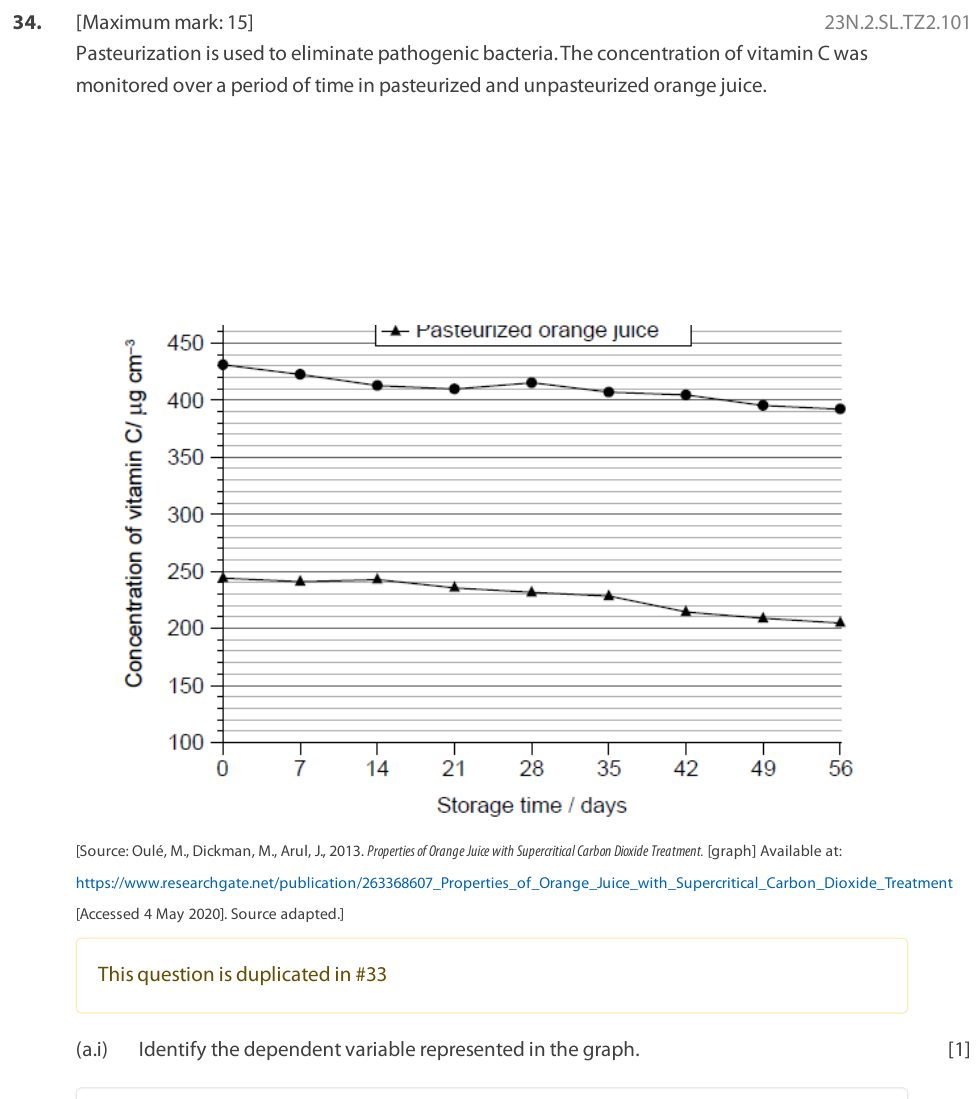 34. [Maximum mark: 15] 23N.2.SL.TZ2.101
Pasteurization is used to eliminate pathogenic bacteria. The concentration of vitamin C was
monitored over a period of time in pasteurized and unpasteurized orange juice.
Pasteurized orange juice
Concentration of vitamin C/ μg cm⁻³
450
400
350
300
250
200
150
100
0 7 14 21 28 35 42 49 56
Storage time / days
[Source: Oulé, M., Dickman, M., Arul, J., 2013. Properties of Orange Juice with Supercritical Carbon Dioxide Treatment. [graph] Available at:
https://www.researchgate.net/publication/263368607_Properties_of_Orange_Juice_with_Supercritical_Carbon_Dioxide_Treatment
[Accessed 4 May 2020]. Source adapted.]
This question is duplicated in #33
(a.i) Identify the dependent variable represented in the graph. [1]